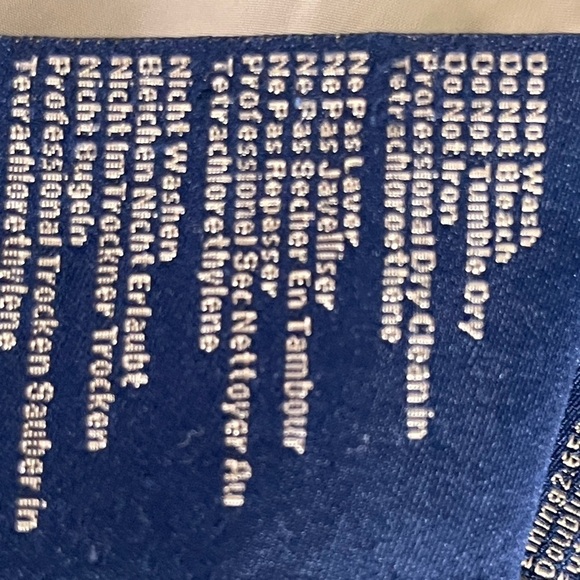 Do Not Wash
Do Not Bleach
Do Not Tumble Dry
Do Not Iron
Professional Dry Clean in
Tetrachloroethene
Ne Pas Laver
Ne Pas Javelliser
Ne Pas Secher En Tambour
Ne Pas Repasser
Professionel Sec Nettoyer Au
Tetrachlorethylene
Nicht Washen
Bleichen Nicht Erlaubt
Nicht Im Trockner Trocken
Nicht Bugeln
Professional Trocken Sauber in
Tetrachlorethylene